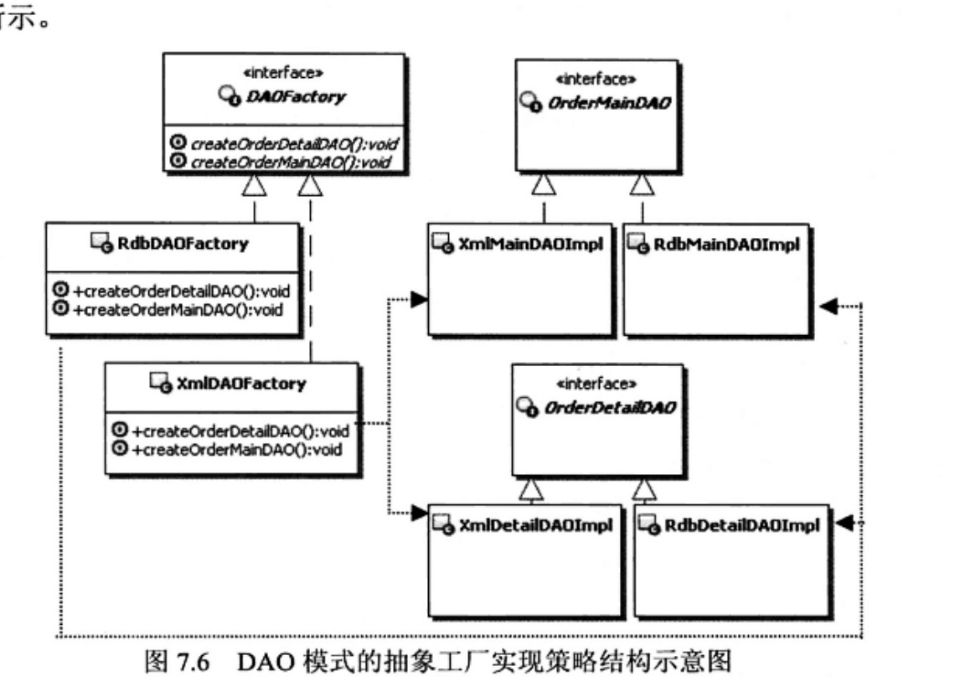 示。
«interface»
DAOFactory
createOrderDetailDAO():void
createOrderMainDAO():void
«interface»
OrderMainDAO
RdbDAOFactory
+createOrderDetailDAO():void
+createOrderMainDAO():void
XmlMainDAOImpl
RdbMainDAOImpl
XmlDAOFactory
+createOrderDetailDAO():void
+createOrderMainDAO():void
«interface»
OrderDetailDAO
XmlDetailDAOImpl
RdbDetailDAOImpl
图 7.6 DAO 模式的抽象工厂实现策略结构示意图